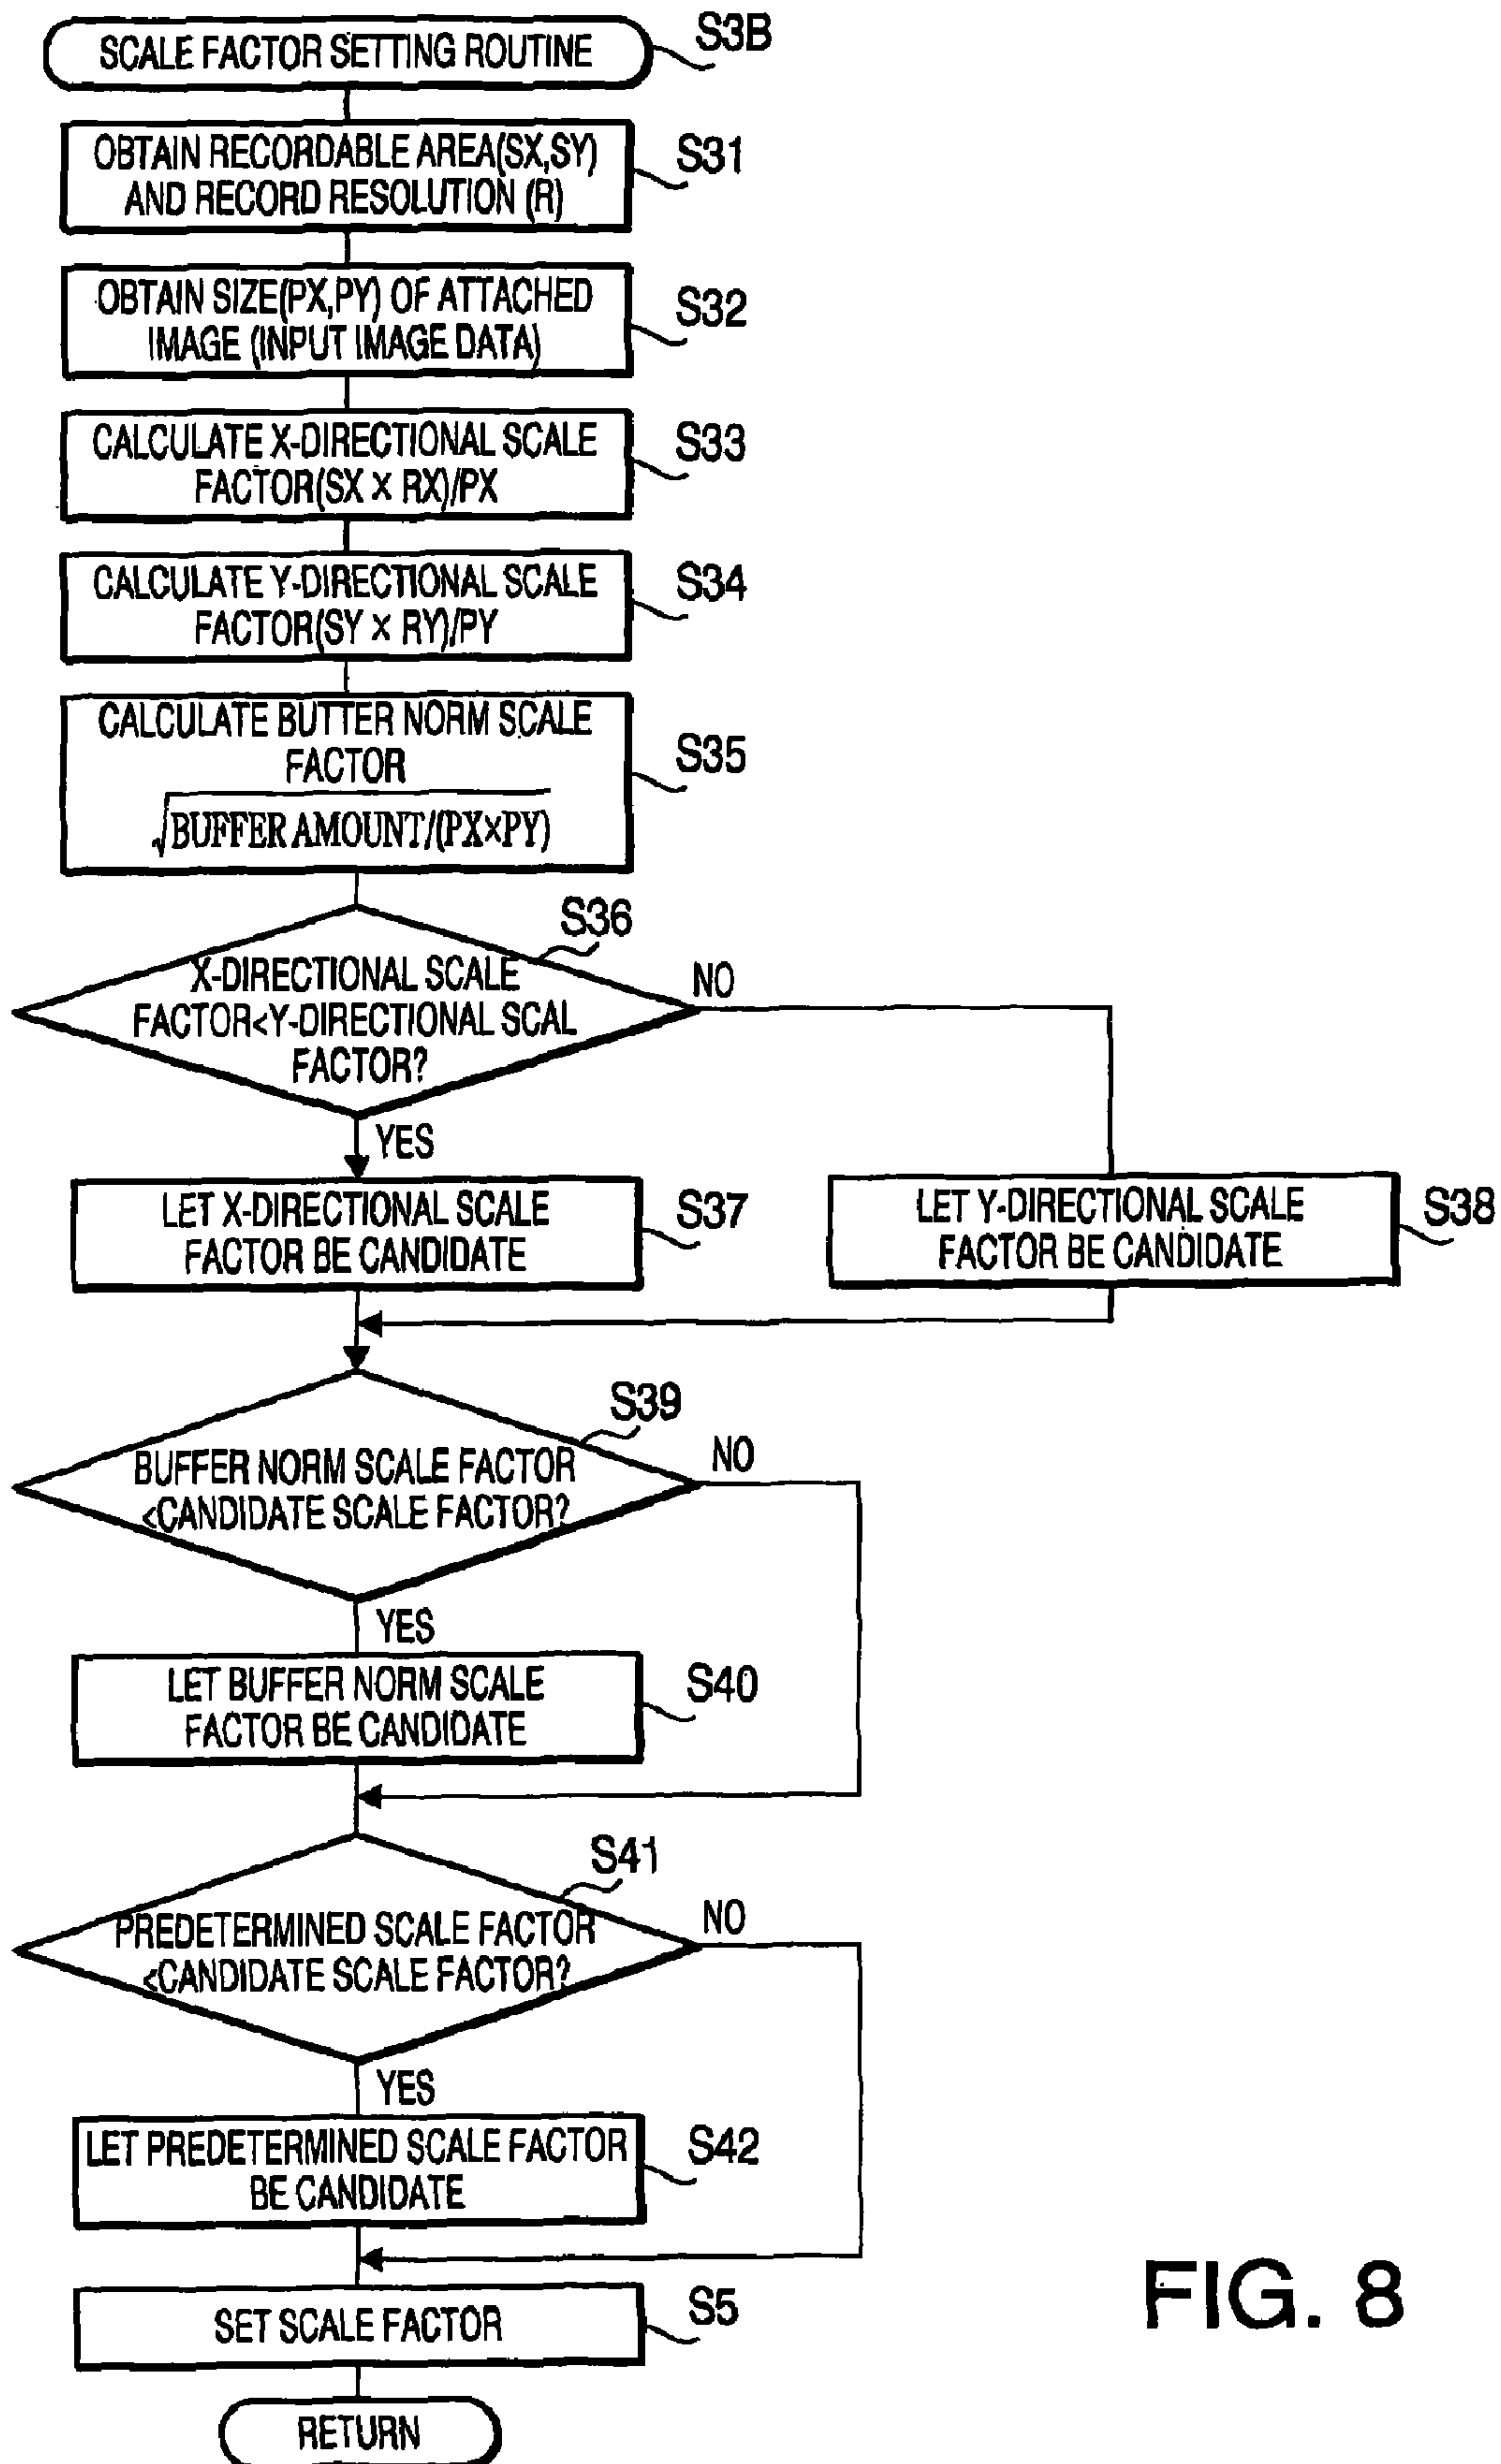 SCALE FACTOR SETTING ROUTINE
S3B
OBTAIN RECORDABLE AREA(SX,SY)
AND RECORD RESOLUTION (R)
S31
OBTAIN SIZE(PX,PY) OF ATTACHED
IMAGE (INPUT IMAGE DATA)
S32
CALCULATE X-DIRECTIONAL SCALE
FACTOR(SX × RX)/PX
S33
CALCULATE Y-DIRECTIONAL SCALE
FACTOR(SY × RY)/PY
S34
CALCULATE BUTTER NORM SCALE
FACTOR
√BUFFER AMOUNT/(PX×PY)
S35
S36
X-DIRECTIONAL SCALE
FACTOR<Y-DIRECTIONAL SCAL
FACTOR?
NO
YES
LET X-DIRECTIONAL SCALE
FACTOR BE CANDIDATE
S37
LET Y-DIRECTIONAL SCALE
FACTOR BE CANDIDATE
S38
S39
BUFFER NORM SCALE FACTOR
<CANDIDATE SCALE FACTOR?
NO
YES
LET BUFFER NORM SCALE
FACTOR BE CANDIDATE
S40
S41
PREDETERMINED SCALE FACTOR
<CANDIDATE SCALE FACTOR?
NO
YES
LET PREDETERMINED SCALE FACTOR
BE CANDIDATE
S42
SET SCALE FACTOR
S5
RETURN
FIG. 8